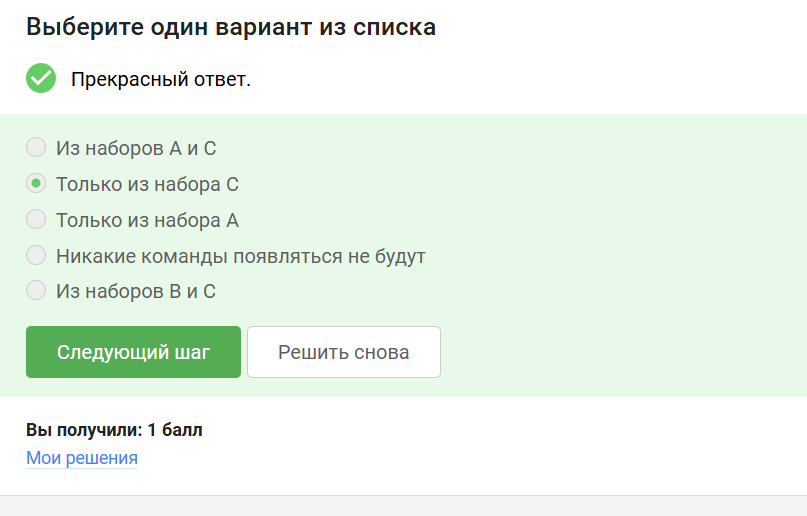 Выберите один вариант из списка
Прекрасный ответ.
Из наборов A и C
Только из набора C
Только из набора A
Никакие команды появляться не будут
Из наборов B и C
Следующий шаг
Решить снова
Вы получили: 1 балл
Мои решения